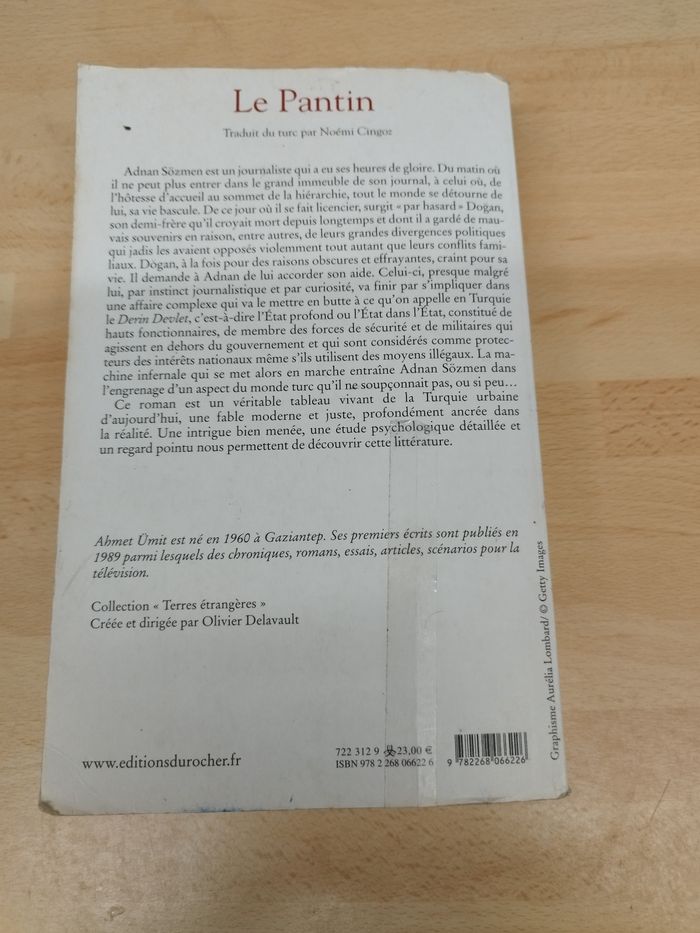 Le Pantin
Traduit du turc par Noémi Cingoz
Adnan Sözmen est un journaliste qui a eu ses heures de gloire. Du matin où
il ne peut plus entrer dans le grand immeuble de son journal, à celui où, de
l'hôtesse d'accueil au sommet de la hiérarchie, tout le monde se détourne de
lui, sa vie bascule. De ce jour où il se fait licencier, surgit « par hasard » Doğan,
son demi-frère qu'il croyait mort depuis longtemps et dont il a gardé de mau-
vais souvenirs en raison, entre autres, de leurs grandes divergences politiques
qui jadis les avaient opposés violemment tout autant que leurs conflits fami-
liaux. Doğan, à la fois pour des raisons obscures et effrayantes, craint pour sa
vie. Il demande à Adnan de lui accorder son aide. Celui-ci, presque malgré
lui, par instinct journalistique et par curiosité, va finir par s'impliquer dans
une affaire complexe qui va le mettre en butte à ce qu'on appelle en Turquie
le Derin Devlet, c'est-à-dire l'État profond ou l'État dans l'État, constitué de
hauts fonctionnaires, de membre des forces de sécurité et de militaires qui
agissent en dehors du gouvernement et qui sont considérés comme protec-
teurs des intérêts nationaux même s'ils utilisent des moyens illégaux. La ma-
chine infernale qui se met alors en marche entraîne Adnan Sözmen dans
l'engrenage d'un aspect du monde turc qu'il ne soupçonnait pas, ou si peu...
Ce roman est un véritable tableau vivant de la Turquie urbaine
d'aujourd'hui, une fable moderne et juste, profondément ancrée dans
la réalité. Une intrigue bien menée, une étude psychologique détaillée et
un regard pointu nous permettent de découvrir cette littérature.
Ahmet Ümit est né en 1960 à Gaziantep. Ses premiers écrits sont publiés en
1989 parmi lesquels des chroniques, romans, essais, articles, scénarios pour la
télévision.
Collection « Terres étrangères »
Créée et dirigée par Olivier Delavault
Graphisme Aurélia Lombard/ © Getty Images
www.editionsdurocher.fr
722 312 9 23,00 €
ISBN 978 2 268 06622 6
9 782268 066226